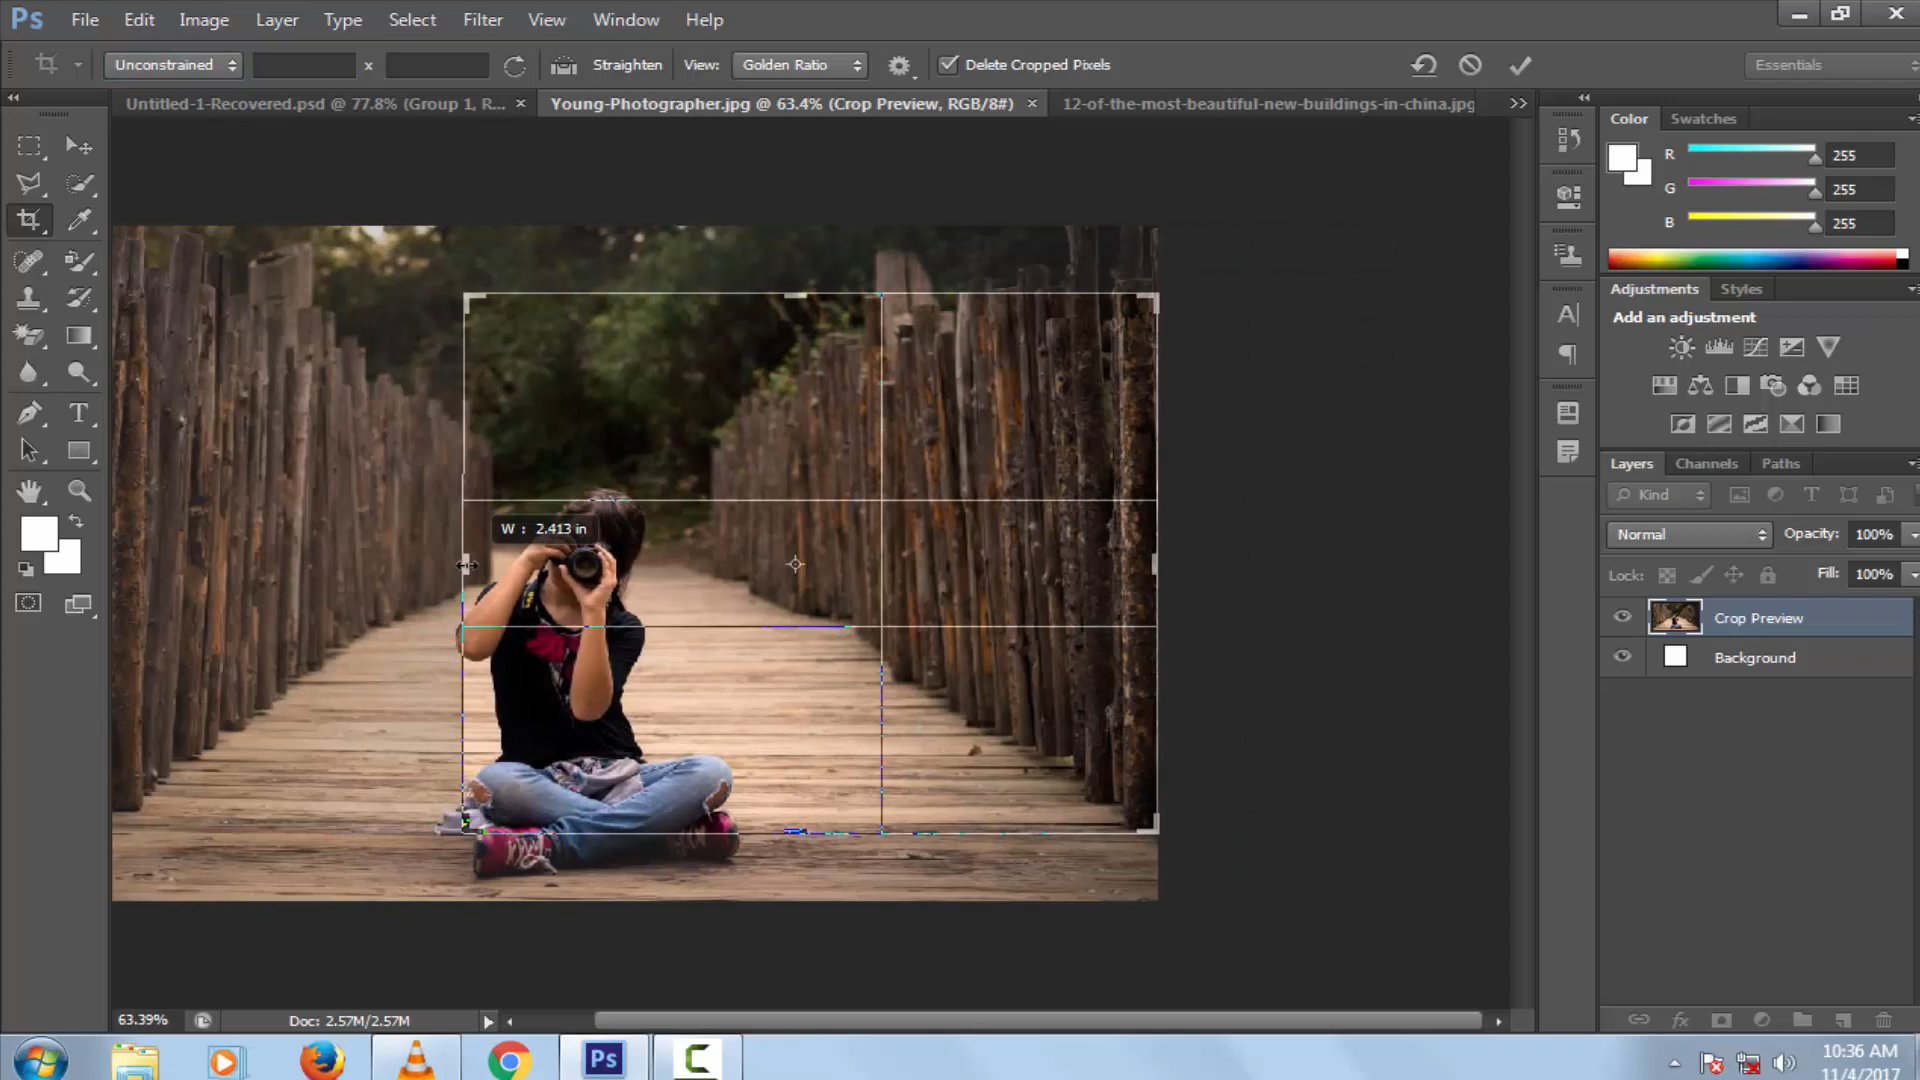 Ps File Edit Image Layer Type Select Filter View Window Help
Unconstrained x Straighten View: Golden Ratio Delete Cropped Pixels Essentials
Untitled-1-Recovered.psd @ 77.8% (Group 1, R... × Young-Photographer.jpg @ 63.4% (Crop Preview, RGB/8#) × 12-of-the-most-beautiful-new-buildings-in-china.jpg
Color Swatches
R 255
G 255
B 255
Adjustments Styles
Add an adjustment
Layers Channels Paths
Kind
Normal Opacity: 100%
Lock: Fill: 100%
Crop Preview
Background
W : 2.413 in
63.39% Doc: 2.57M/2.57M
Ps
10:36 AM
11/4/2017